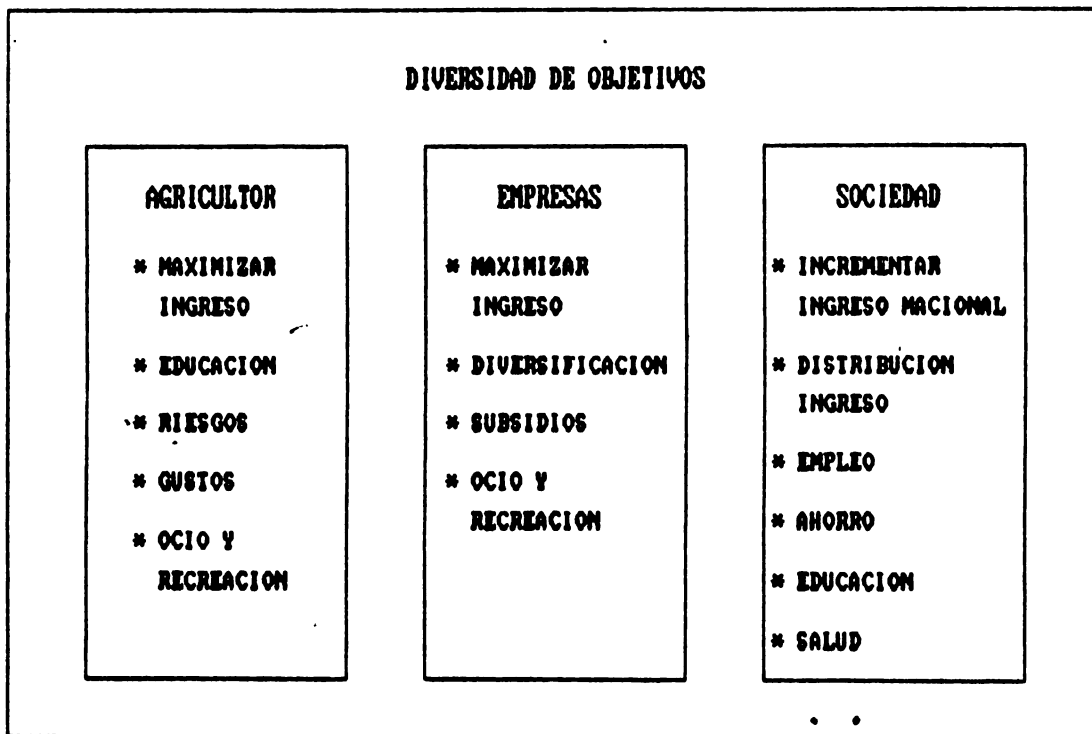 DIVERSIDAD DE OBJETIVOS
AGRICULTOR
* MAXIMIZAR
INGRESO
* EDUCACION
* RIESGOS
* GUSTOS
* OCIO Y
RECREACION
EMPRESAS
* MAXIMIZAR
INGRESO
* DIVERSIFICACION
* SUBSIDIOS
* OCIO Y
RECREACION
SOCIEDAD
* INCREMENTAR
INGRESO NACIONAL
* DISTRIBUCION
INGRESO
* EMPLEO
* AHORRO
* EDUCACION
* SALUD